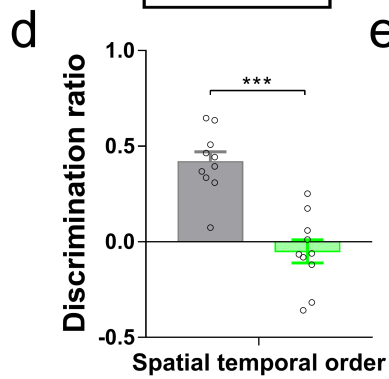 d
e
1.0
***
0.5
0.0
-0.5
Discrimination ratio
Spatial temporal order